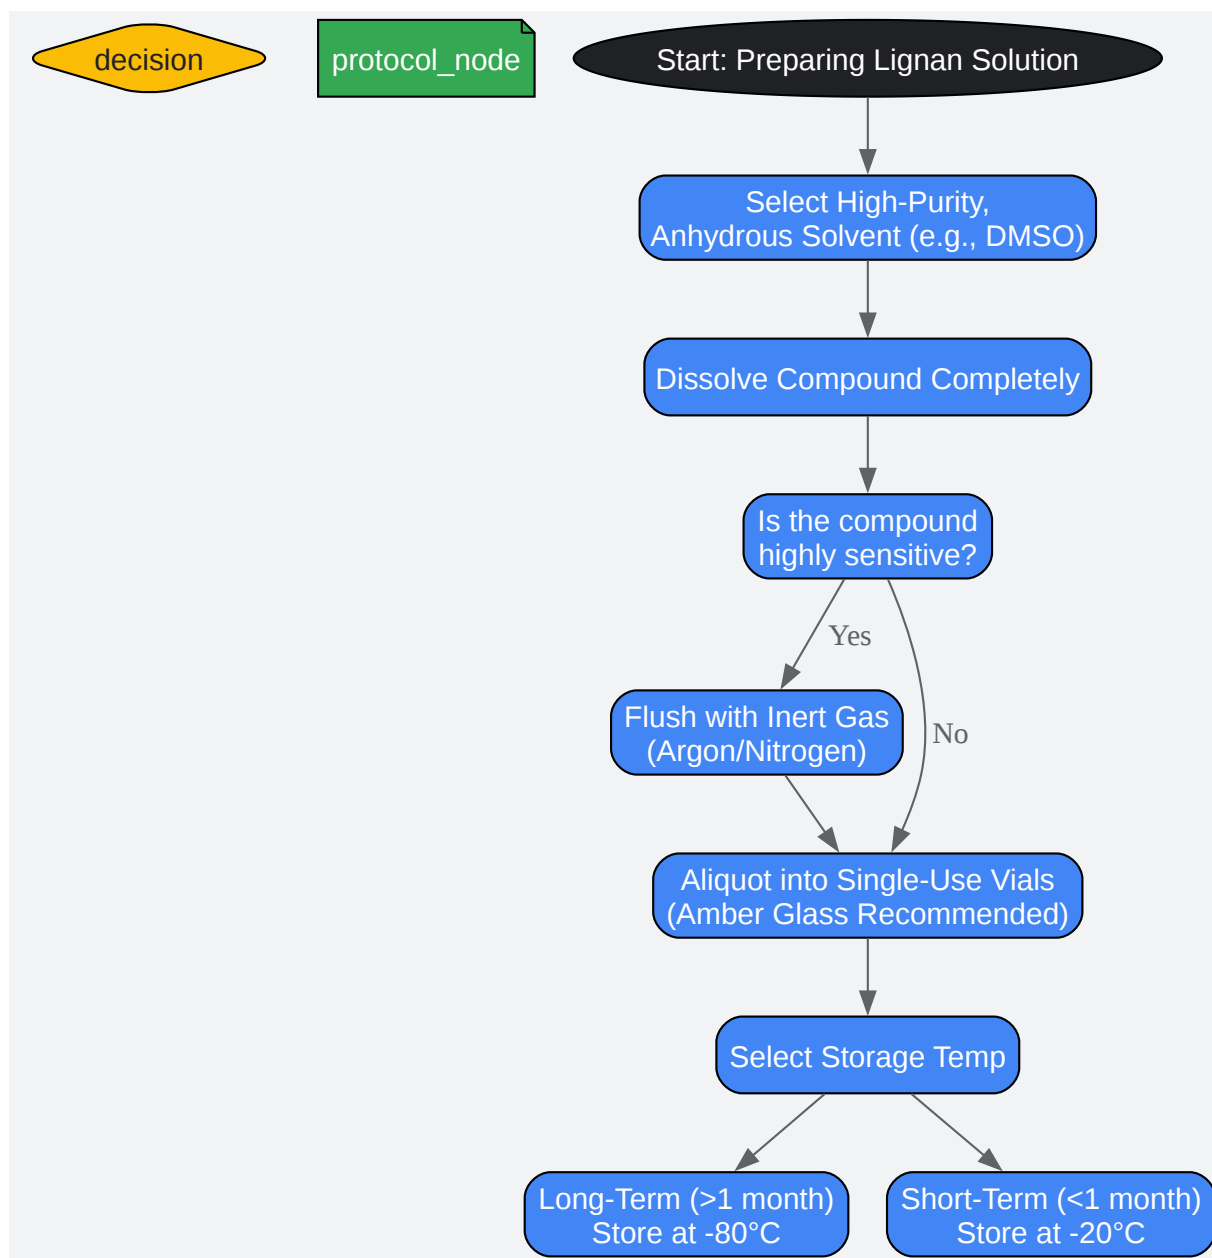 decision
protocol_node
Start: Preparing Lignan Solution
Select High-Purity,
Anhydrous Solvent (e.g., DMSO)
Dissolve Compound Completely
Is the compound
highly sensitive?
Yes
Flush with Inert Gas
(Argon/Nitrogen)
No
Aliquot into Single-Use Vials
(Amber Glass Recommended)
Select Storage Temp
Long-Term (>1 month)
Store at -80°C
Short-Term (<1 month)
Store at -20°C